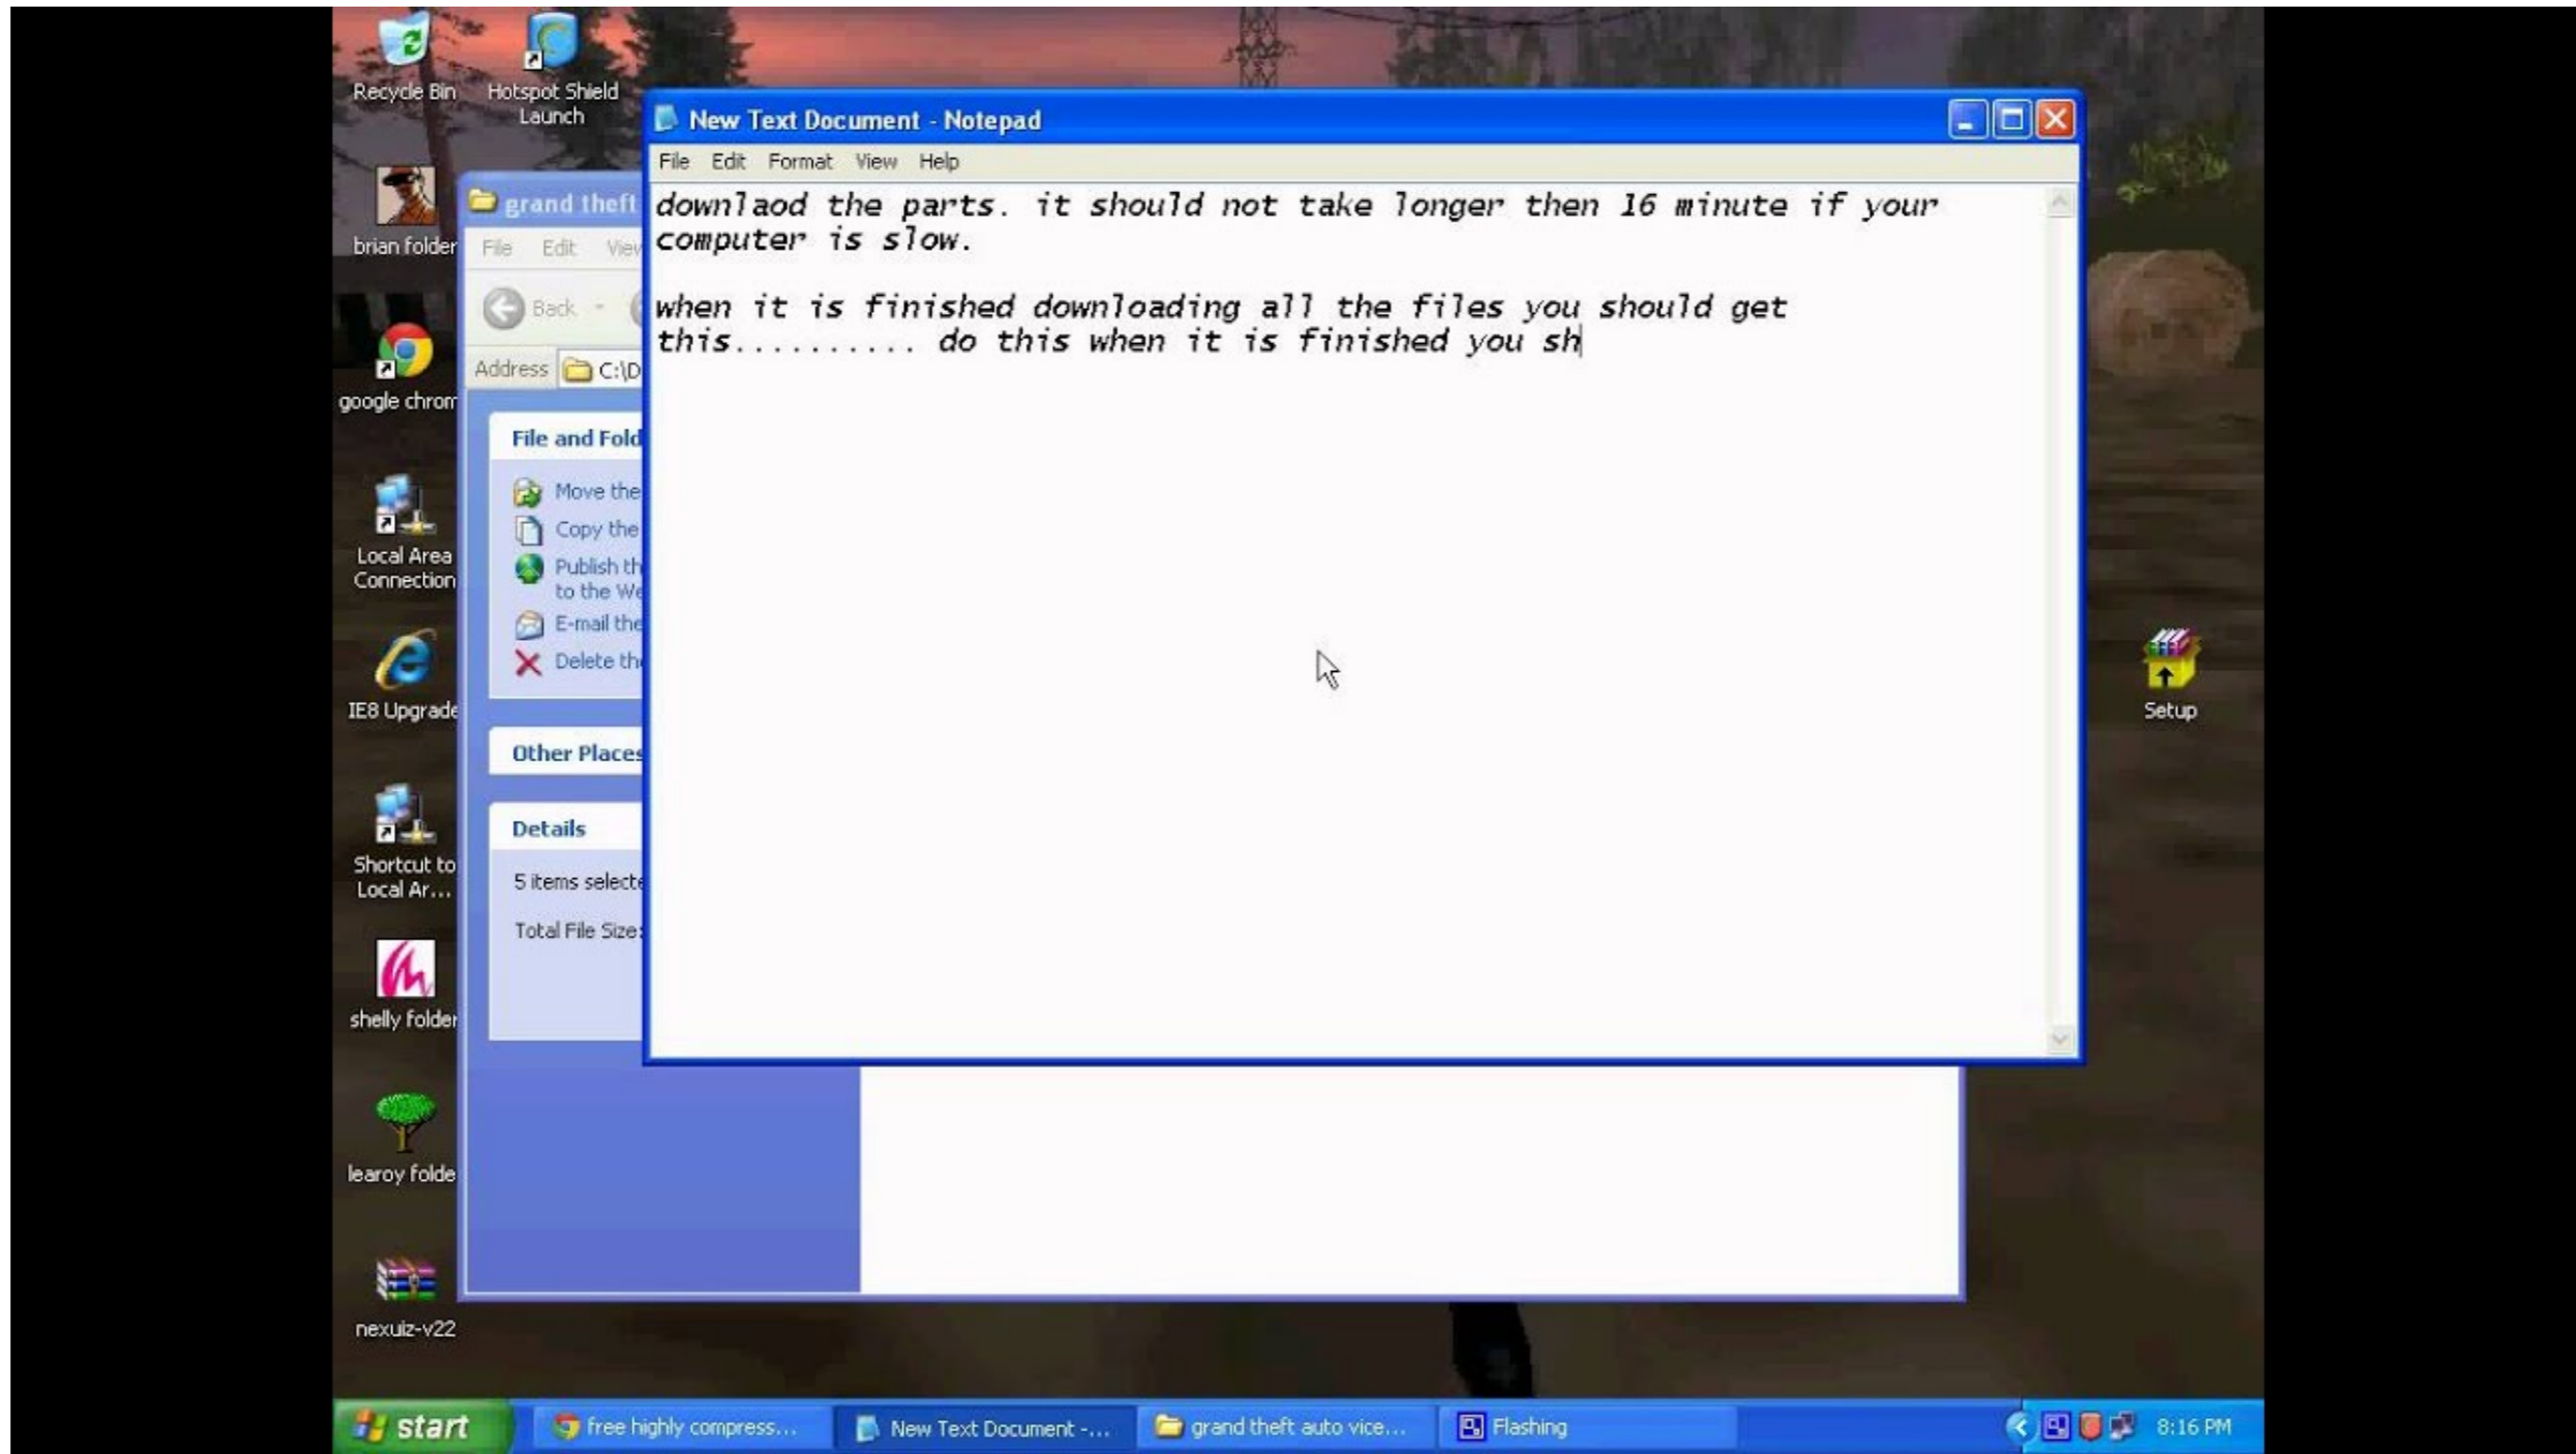 Recycle Bin
Hotspot Shield
Launch
brian folder
google chrom
Local Area
Connection
IE8 Upgrade
Shortcut to
Local Ar...
shelly folder
learoy folde
nexuiz-v22
Setup
grand theft
File Edit View
Back
Address C:\D
File and Fold
Move the
Copy the
Publish th
to the We
E-mail the
Delete the
Other Places
Details
5 items selecte
Total File Size:
New Text Document - Notepad
File Edit Format View Help
downlaod the parts. it should not take longer then 16 minute if your
computer is slow.
when it is finished downloading all the files you should get
this.......... do this when it is finished you sh
start
free highly compress...
New Text Document -...
grand theft auto vice...
Flashing
8:16 PM